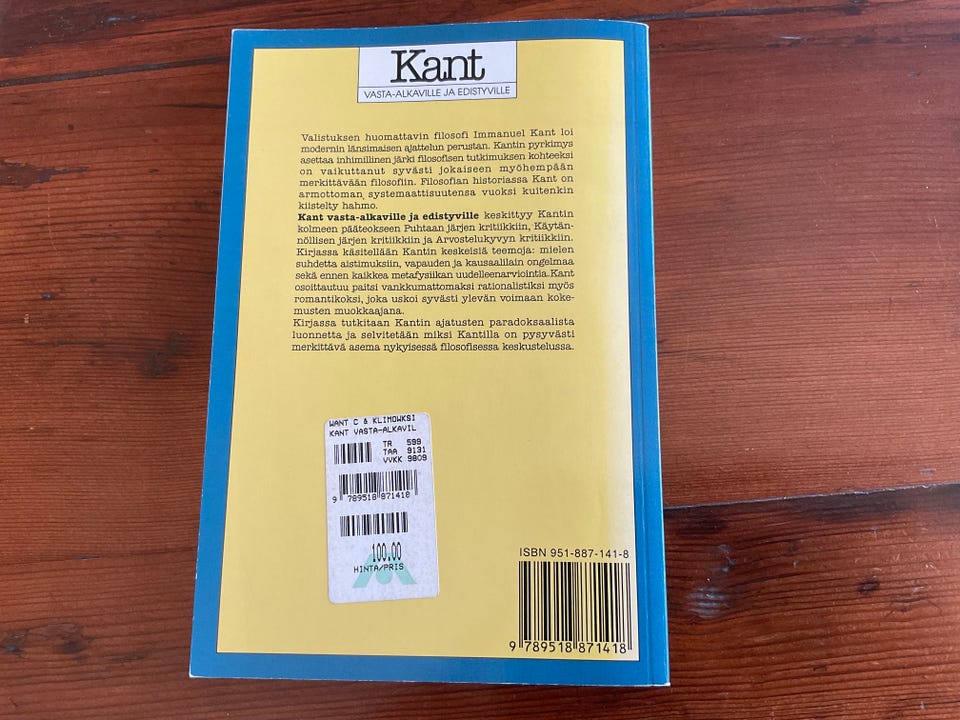 Kant
VASTA-ALKAVILLE JA EDISTYVILLE
Valistuksen huomattavin filosofi Immanuel Kant loi
modernin länsimaisen ajattelun perustan. Kantin pyrkimys
asettaa inhimillinen järki filosofisen tutkimuksen kohteeksi
on vaikuttanut syvästi jokaiseen myöhempään
merkittävään filosofiin. Filosofian historiassa Kant on
armottoman systemaattisuutensa vuoksi kuitenkin
kiistelty hahmo.
Kant vasta-alkaville ja edistyville keskittyy Kantin
kolmeen pääteokseen Puhtaan järjen kritiikkiin, Käytän-
nöllisen järjen kritiikkiin ja Arvostelukyvyn kritiikkiin.
Kirjassa käsitellään Kantin keskeisiä teemoja: mielen
suhdetta aistimuksiin, vapauden ja kausaalilain ongelmaa
sekä ennen kaikkea metafysiikan uudelleenarviointia.Kant
osoittautuu paitsi vankkumattomaksi rationalistiksi myös
romantikoksi, joka uskoi syvästi ylevän voimaan koke-
musten muokkaajana.
Kirjassa tutkitaan Kantin ajatusten paradoksaalista
luonnetta ja selvitetään miksi Kantilla on pysyvästi
merkittävä asema nykyisessä filosofisessa keskustelussa.
WANT C & KLIMOWKSI
KANT VASTA-ALKAVIL
TR 599
TAA 9131
VVKK 9809
9 789518 871418
100.00
HINTA/PRIS
ISBN 951-887-141-8
9 789518 871418